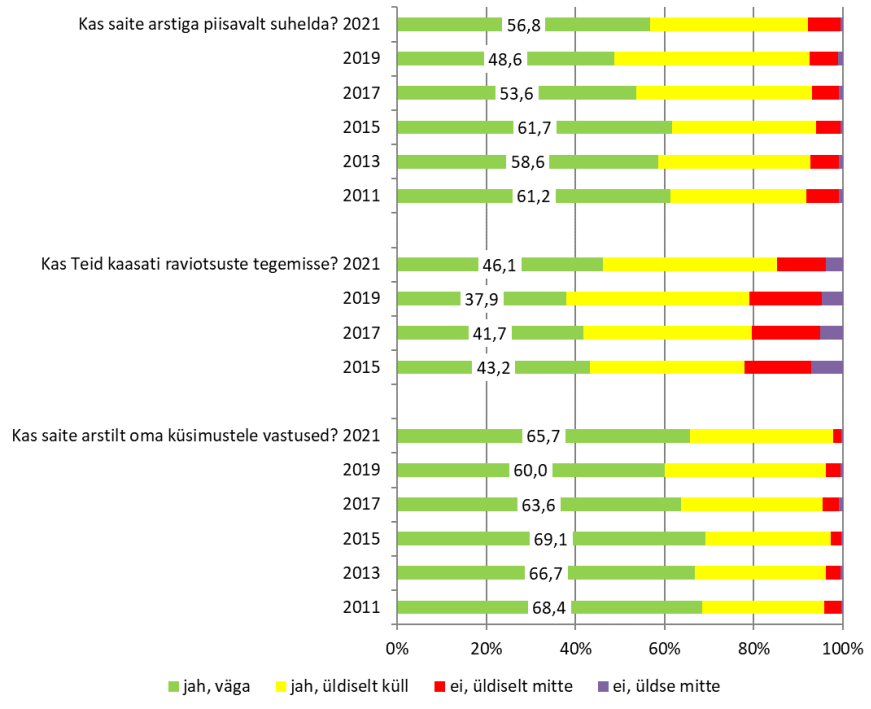 Kas saite arstiga piisavalt suhelda? 2021 56,8
2019 48,6
2017 53,6
2015 61,7
2013 58,6
2011 61,2
Kas Teid kaasati raviotsuste tegemisse? 2021 46,1
2019 37,9
2017 41,7
2015 43,2
Kas saite arstilt oma küsimustele vastused? 2021 65,7
2019 60,0
2017 63,6
2015 69,1
2013 66,7
2011 68,4
0% 20% 40% 60% 80% 100%
jah, väga jah, üldiselt küll ei, üldiselt mitte ei, üldse mitte